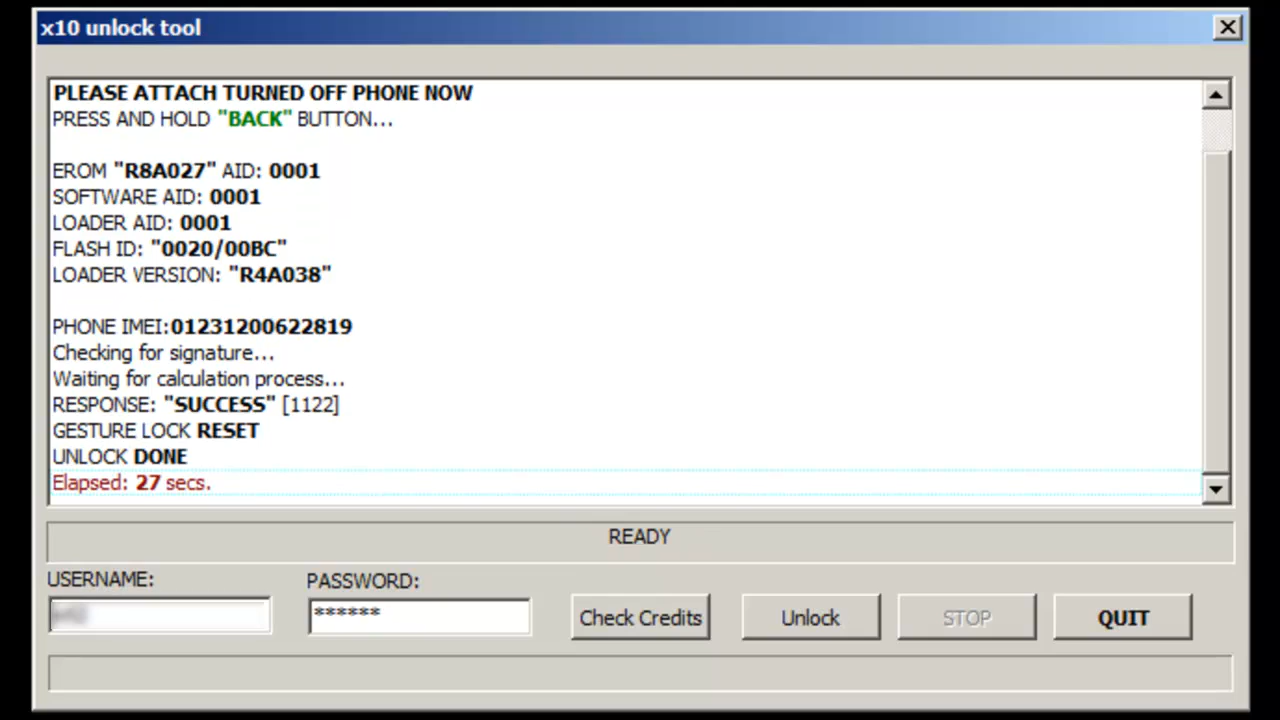 x10 unlock tool
PLEASE ATTACH TURNED OFF PHONE NOW
PRESS AND HOLD "BACK" BUTTON...
EROM "R8A027" AID: 0001
SOFTWARE AID: 0001
LOADER AID: 0001
FLASH ID: "0020/00BC"
LOADER VERSION: "R4A038"
PHONE IMEI:01231200622819
Checking for signature...
Waiting for calculation process...
RESPONSE: "SUCCESS" [1122]
GESTURE LOCK RESET
UNLOCK DONE
Elapsed: 27 secs.
READY
USERNAME: PASSWORD:
****** Check Credits Unlock STOP QUIT